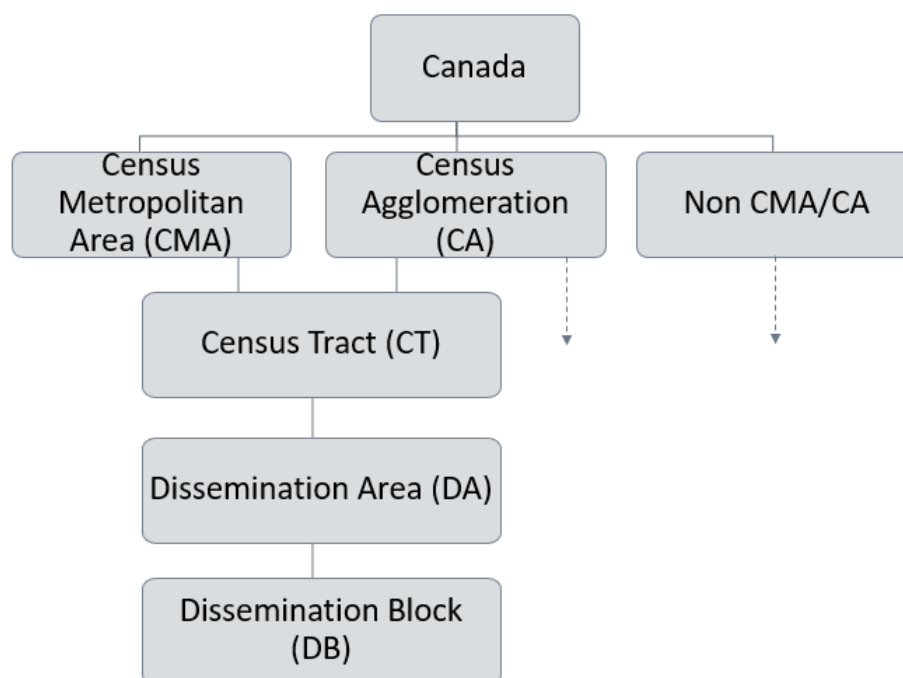 Canada
Census
Metropolitan
Area (CMA)
Census
Agglomeration
(CA)
Non CMA/CA
Census Tract (CT)
Dissemination Area (DA)
Dissemination Block
(DB)